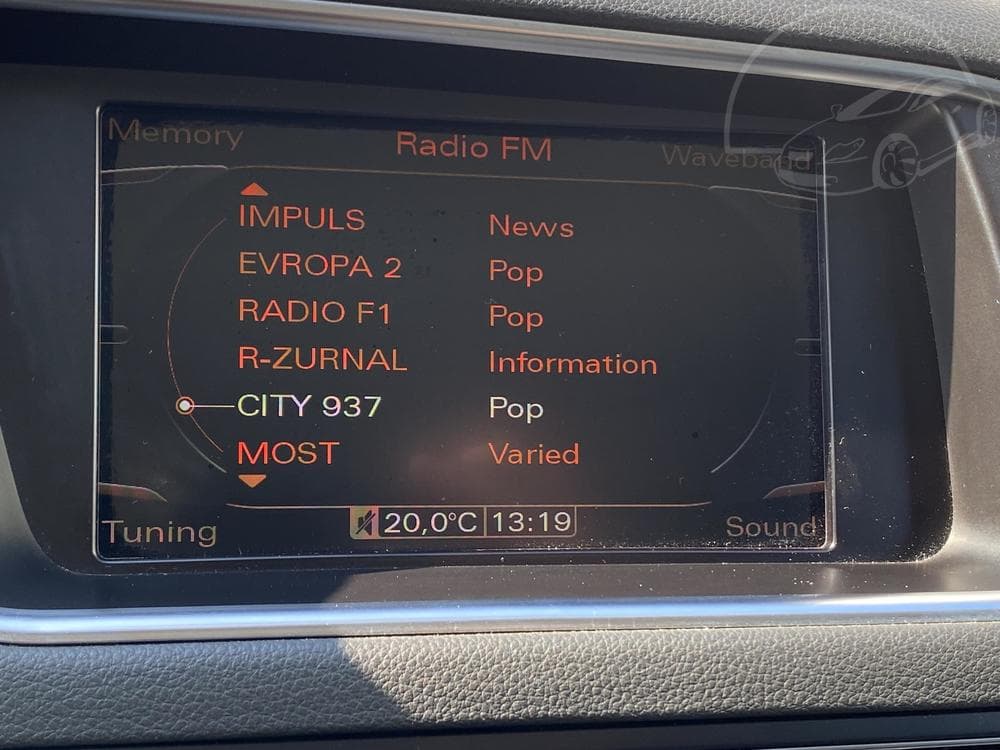 Memory Radio FM Waveband
IMPULS News
EVROPA 2 Pop
RADIO F1 Pop
R-ZURNAL Information
CITY 937 Pop
MOST Varied
Tuning 20,0°C 13:19 Sound